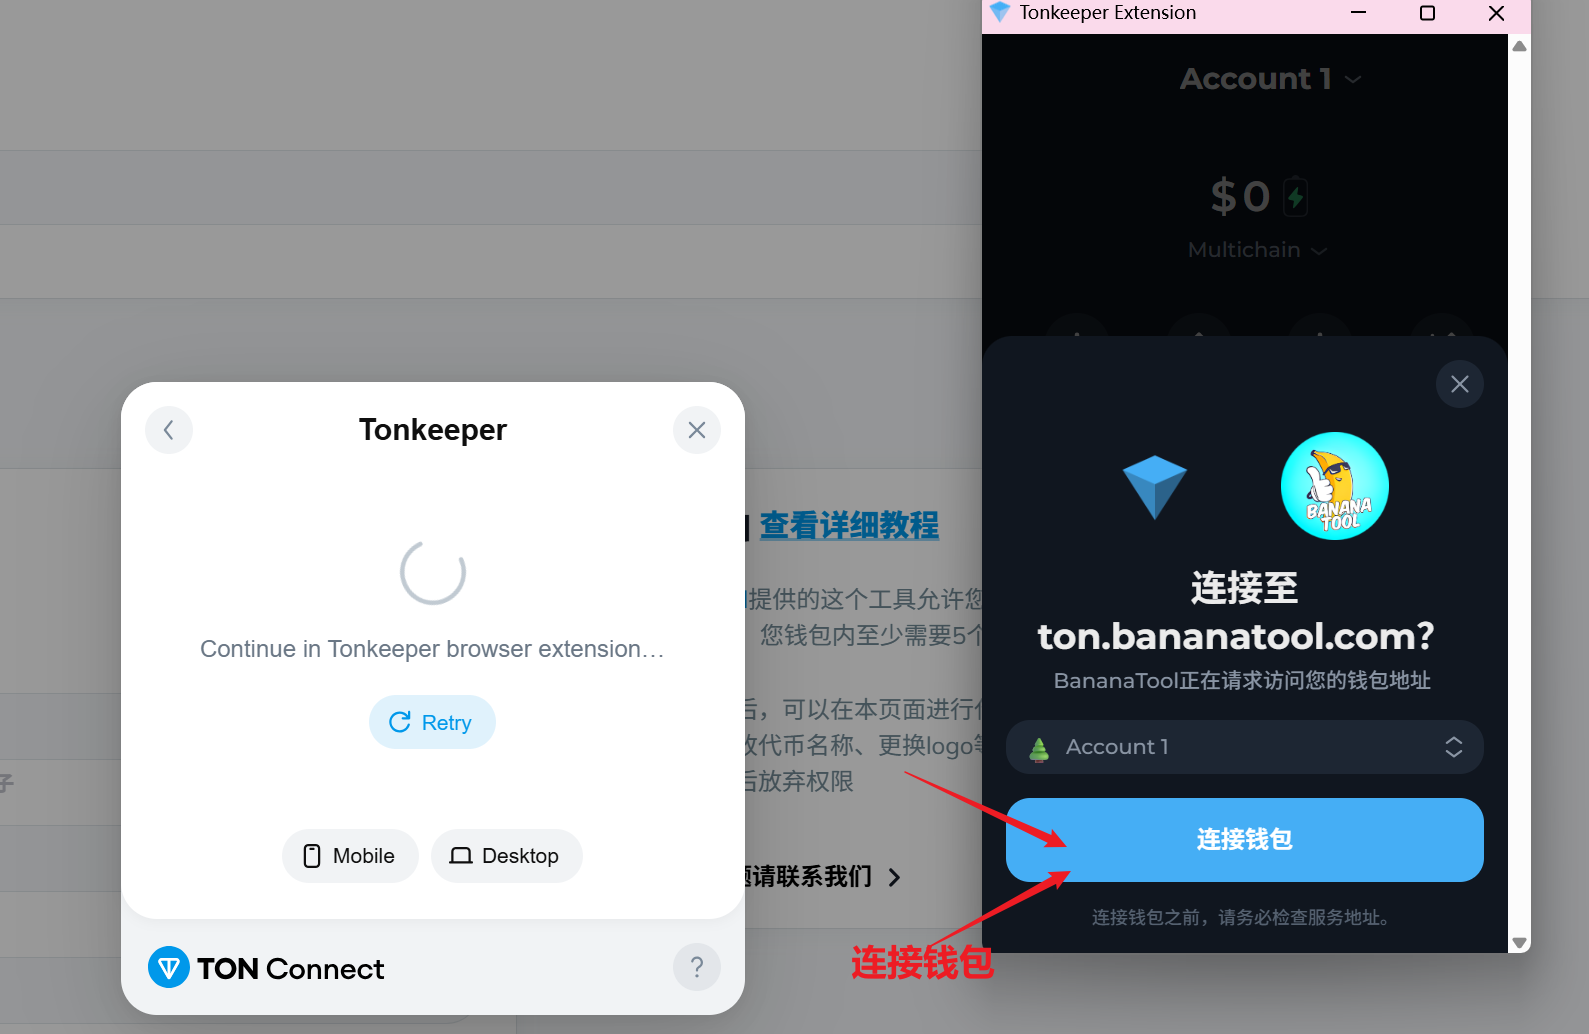 Tonkeeper Extension
Account 1
$0
Multichain
Tonkeeper
Continue in Tonkeeper browser extension…
Retry
Mobile
Desktop
TON Connect
?
子
查看详细教程
提供的这个工具允许您
您钱包内至少需要5个
后，可以在本页面进行
改代币名称、更换logo等
后放弃权限
题请联系我们
BANANA
TOOL
连接至
ton.bananatool.com?
BananaTool正在请求访问您的钱包地址
Account 1
连接钱包
连接钱包之前，请务必检查服务地址。
连接钱包